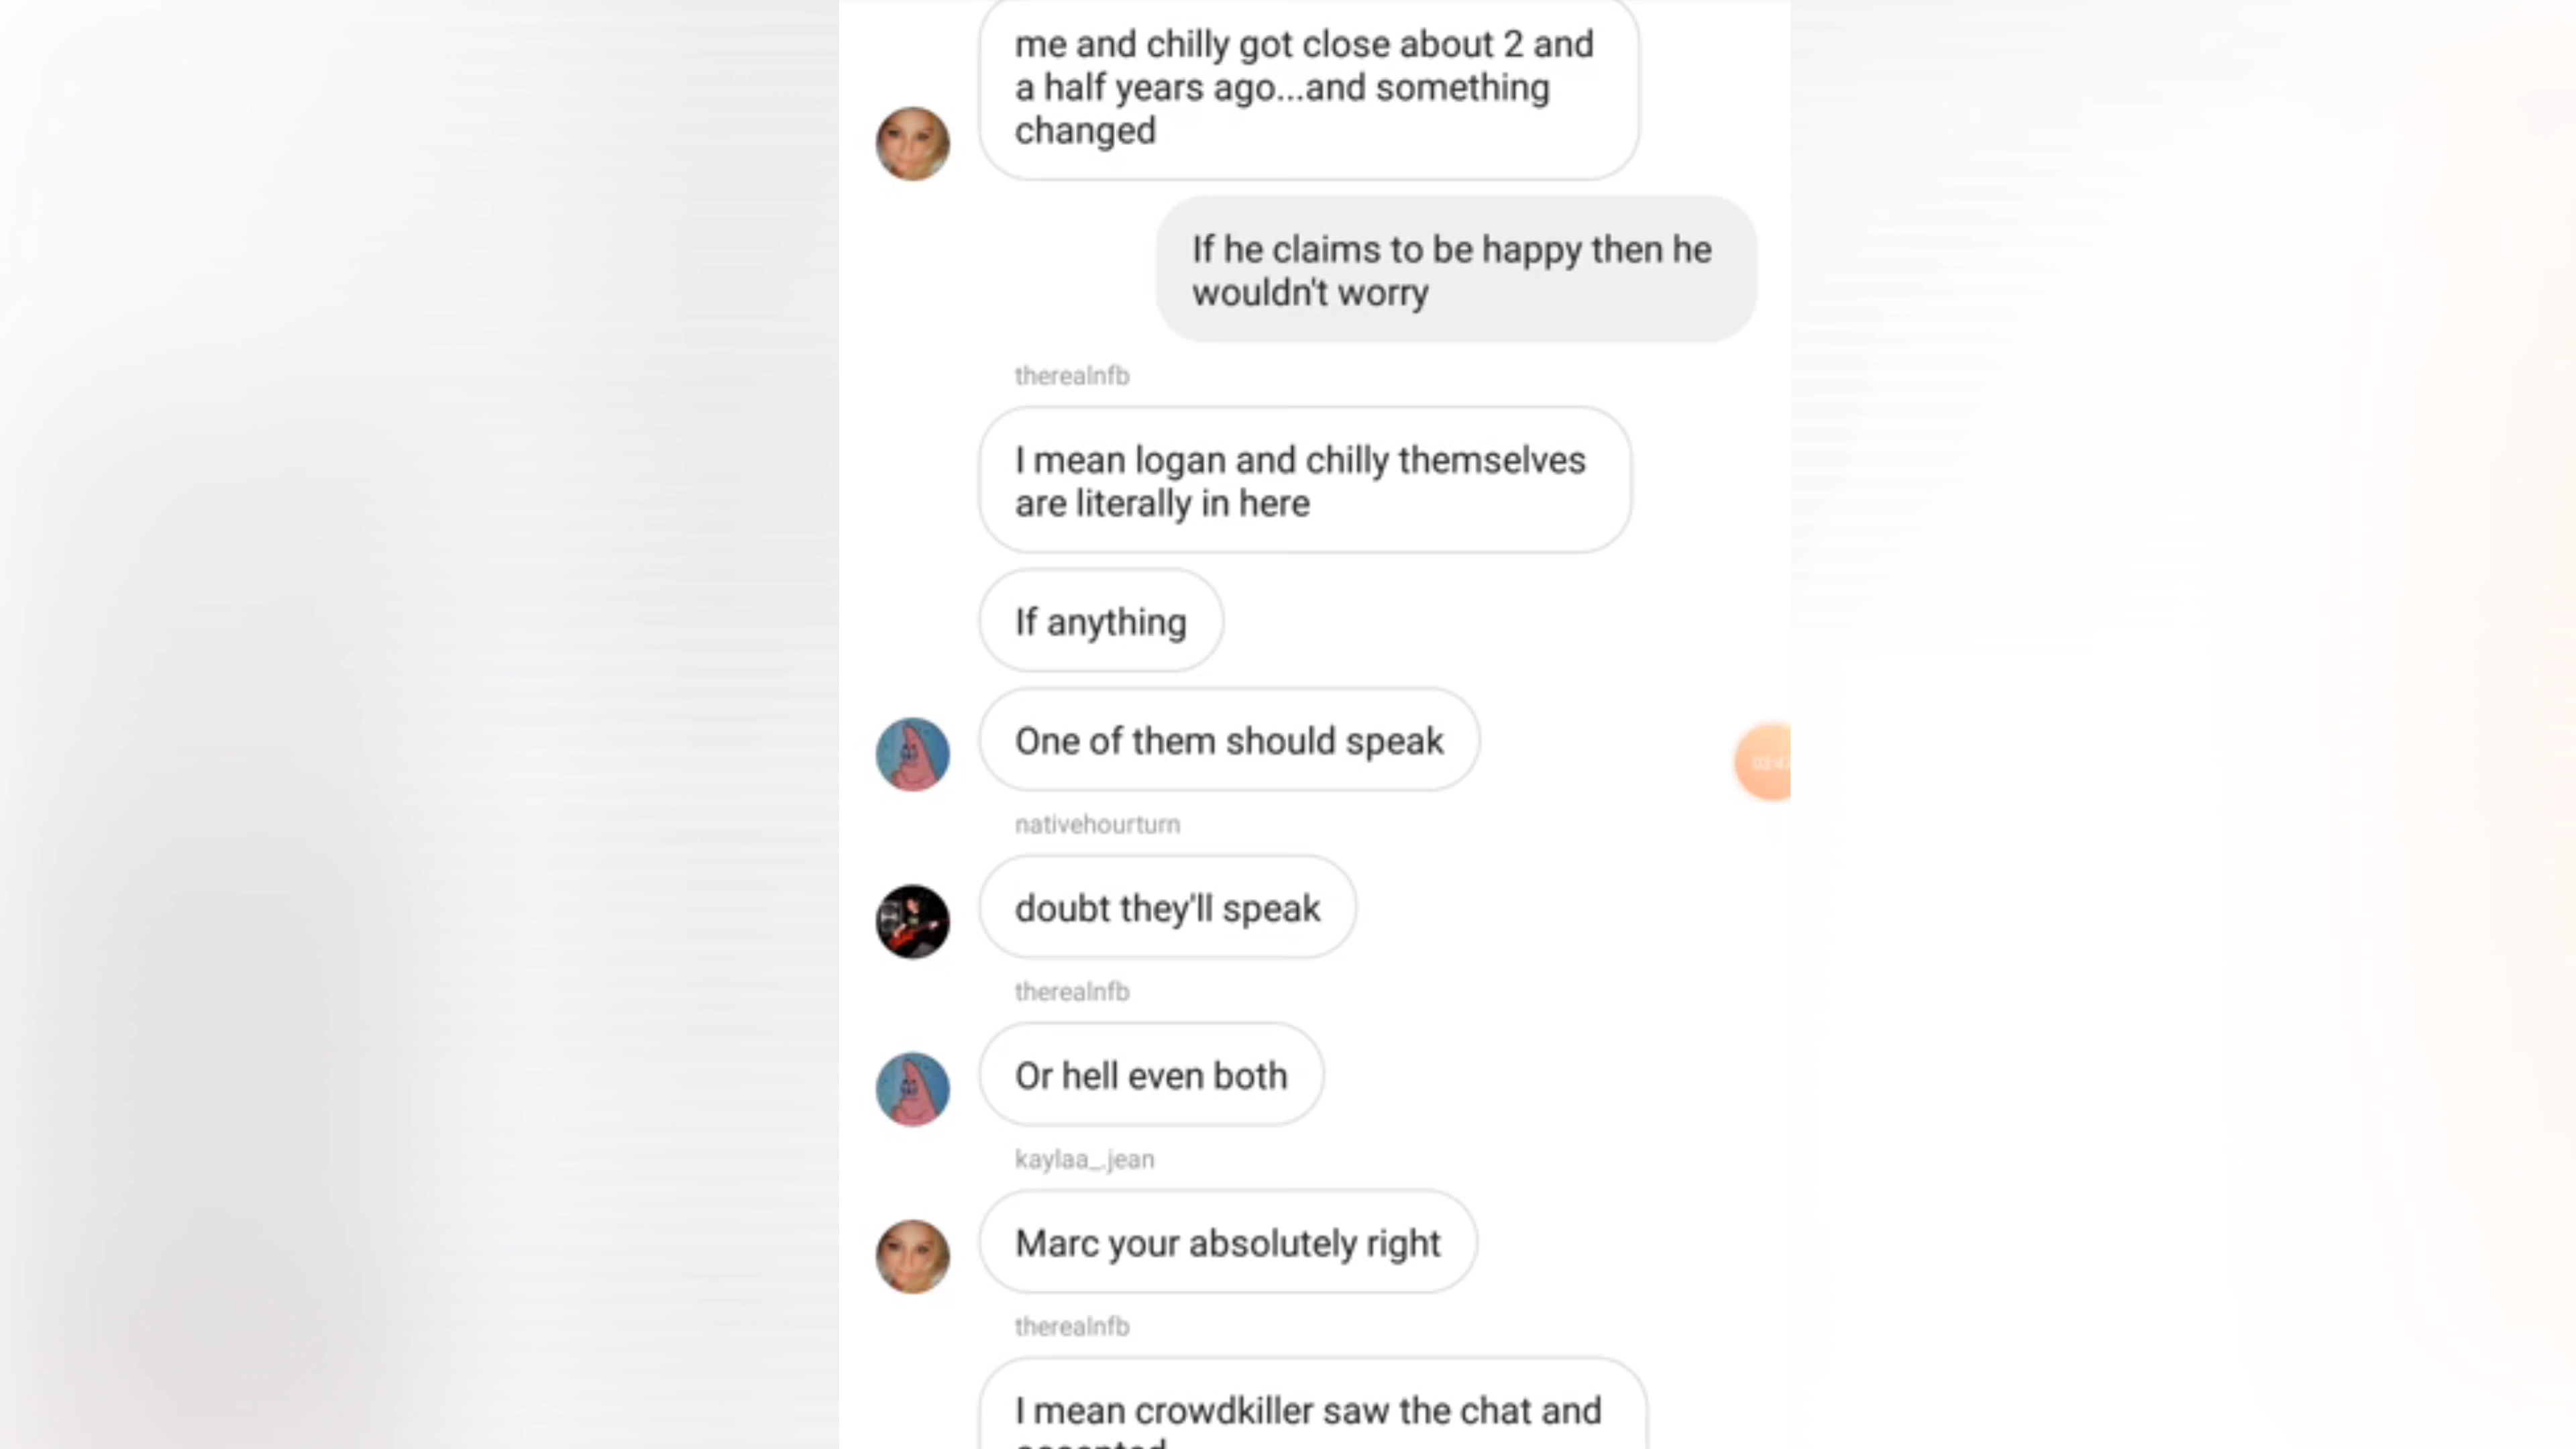 me and chilly got close about 2 and
a half years ago...and something
changed
If he claims to be happy then he
wouldn't worry
therealnfb
I mean logan and chilly themselves
are literally in here
If anything
One of them should speak
nativehourturn
doubt they'll speak
therealnfb
Or hell even both
kaylaa_.jean
Marc your absolutely right
therealnfb
I mean crowdkiller saw the chat and